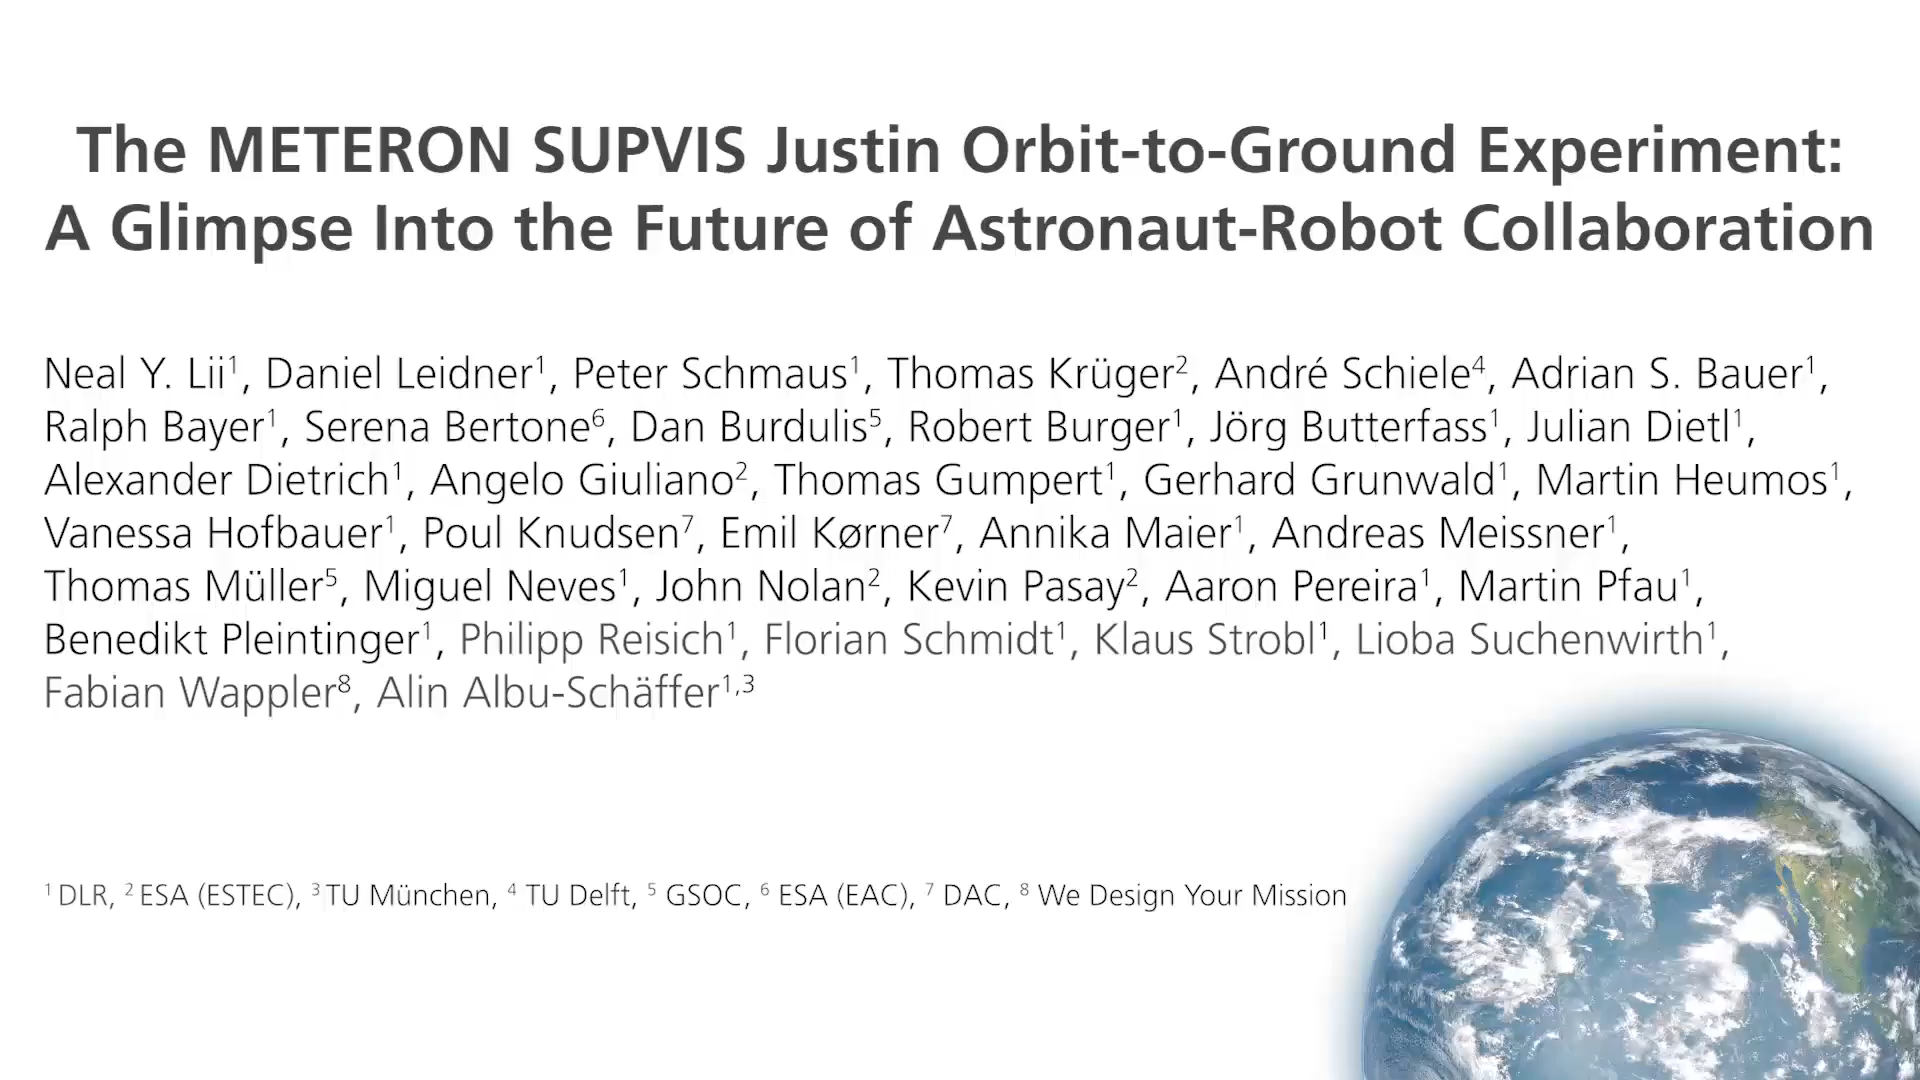 The METERON SUPVIS Justin Orbit-to-Ground Experiment:
A Glimpse Into the Future of Astronaut-Robot Collaboration
Neal Y. Lii¹, Daniel Leidner¹, Peter Schmaus¹, Thomas Krüger², André Schiele⁴, Adrian S. Bauer¹,
Ralph Bayer¹, Serena Bertone⁶, Dan Burdulis⁵, Robert Burger¹, Jörg Butterfass¹, Julian Dietl¹,
Alexander Dietrich¹, Angelo Giuliano², Thomas Gumpert¹, Gerhard Grunwald¹, Martin Heumos¹,
Vanessa Hofbauer¹, Poul Knudsen⁷, Emil Kørner⁷, Annika Maier¹, Andreas Meissner¹,
Thomas Müller⁵, Miguel Neves¹, John Nolan², Kevin Pasay², Aaron Pereira¹, Martin Pfau¹,
Benedikt Pleintinger¹, Philipp Reisich¹, Florian Schmidt¹, Klaus Strobl¹, Lioba Suchenwirth¹,
Fabian Wappler⁸, Alin Albu-Schäffer¹,³
¹ DLR, ² ESA (ESTEC), ³ TU München, ⁴ TU Delft, ⁵ GSOC, ⁶ ESA (EAC), ⁷ DAC, ⁸ We Design Your Mission